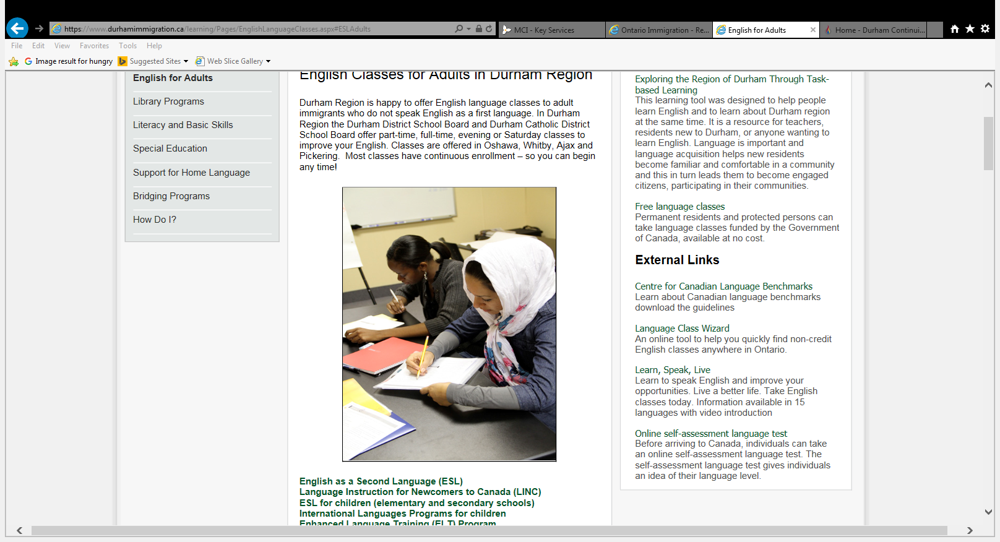 https://www.durhamimmigration.ca/learning/Pages/EnglishLanguageClasses.aspx#ESLAdults
MCI - Key Services
Ontario Immigration - Re...
English for Adults
Home - Durham Continui...
File Edit View Favorites Tools Help
Image result for hungry
Suggested Sites
Web Slice Gallery
English for Adults
Library Programs
Literacy and Basic Skills
Special Education
Support for Home Language
Bridging Programs
How Do I?
English Classes for Adults in Durham Region
Durham Region is happy to offer English language classes to adult
immigrants who do not speak English as a first language. In Durham
Region the Durham District School Board and Durham Catholic District
School Board offer part-time, full-time, evening or Saturday classes to
improve your English. Classes are offered in Oshawa, Whitby, Ajax and
Pickering.  Most classes have continuous enrollment – so you can begin
any time!
English as a Second Language (ESL)
Language Instruction for Newcomers to Canada (LINC)
ESL for children (elementary and secondary schools)
International Languages Programs for children
Enhanced Language Training (ELT) Program
Exploring the Region of Durham Through Task-
based Learning
This learning tool was designed to help people
learn English and to learn about Durham region
at the same time. It is a resource for teachers,
residents new to Durham, or anyone wanting to
learn English. Language is important and
language acquisition helps new residents
become familiar and comfortable in a community
and this in turn leads them to become engaged
citizens, participating in their communities.
Free language classes
Permanent residents and protected persons can
take language classes funded by the Government
of Canada, available at no cost.
External Links
Centre for Canadian Language Benchmarks
Learn about Canadian language benchmarks
download the guidelines
Language Class Wizard
An online tool to help you quickly find non-credit
English classes anywhere in Ontario.
Learn, Speak, Live
Learn to speak English and improve your
opportunities. Live a better life. Take English
classes today. Information available in 15
languages with video introduction
Online self-assessment language test
Before arriving to Canada, individuals can take
an online self-assessment language test. The
self-assessment language test gives individuals
an idea of their language level.